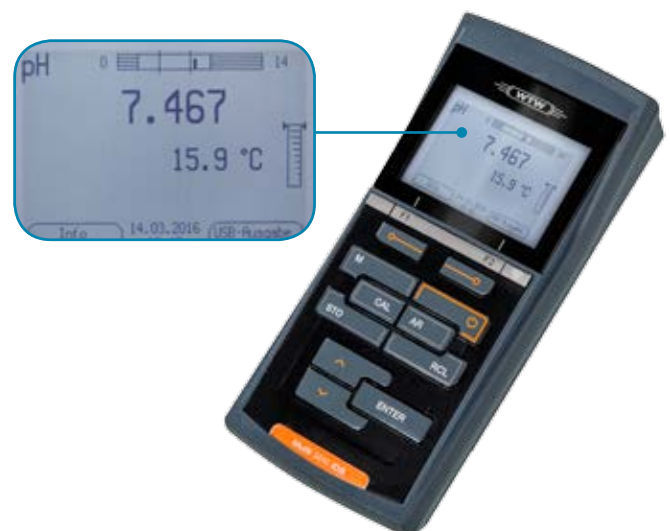 pH 0 14
7.467
15.9 °C
Info 14.03.2016 USB-Ausgabe
WTW
pH
7.467
15.9 °C
F1
F2
M
CAL
AR
STO
RCL
ENTER